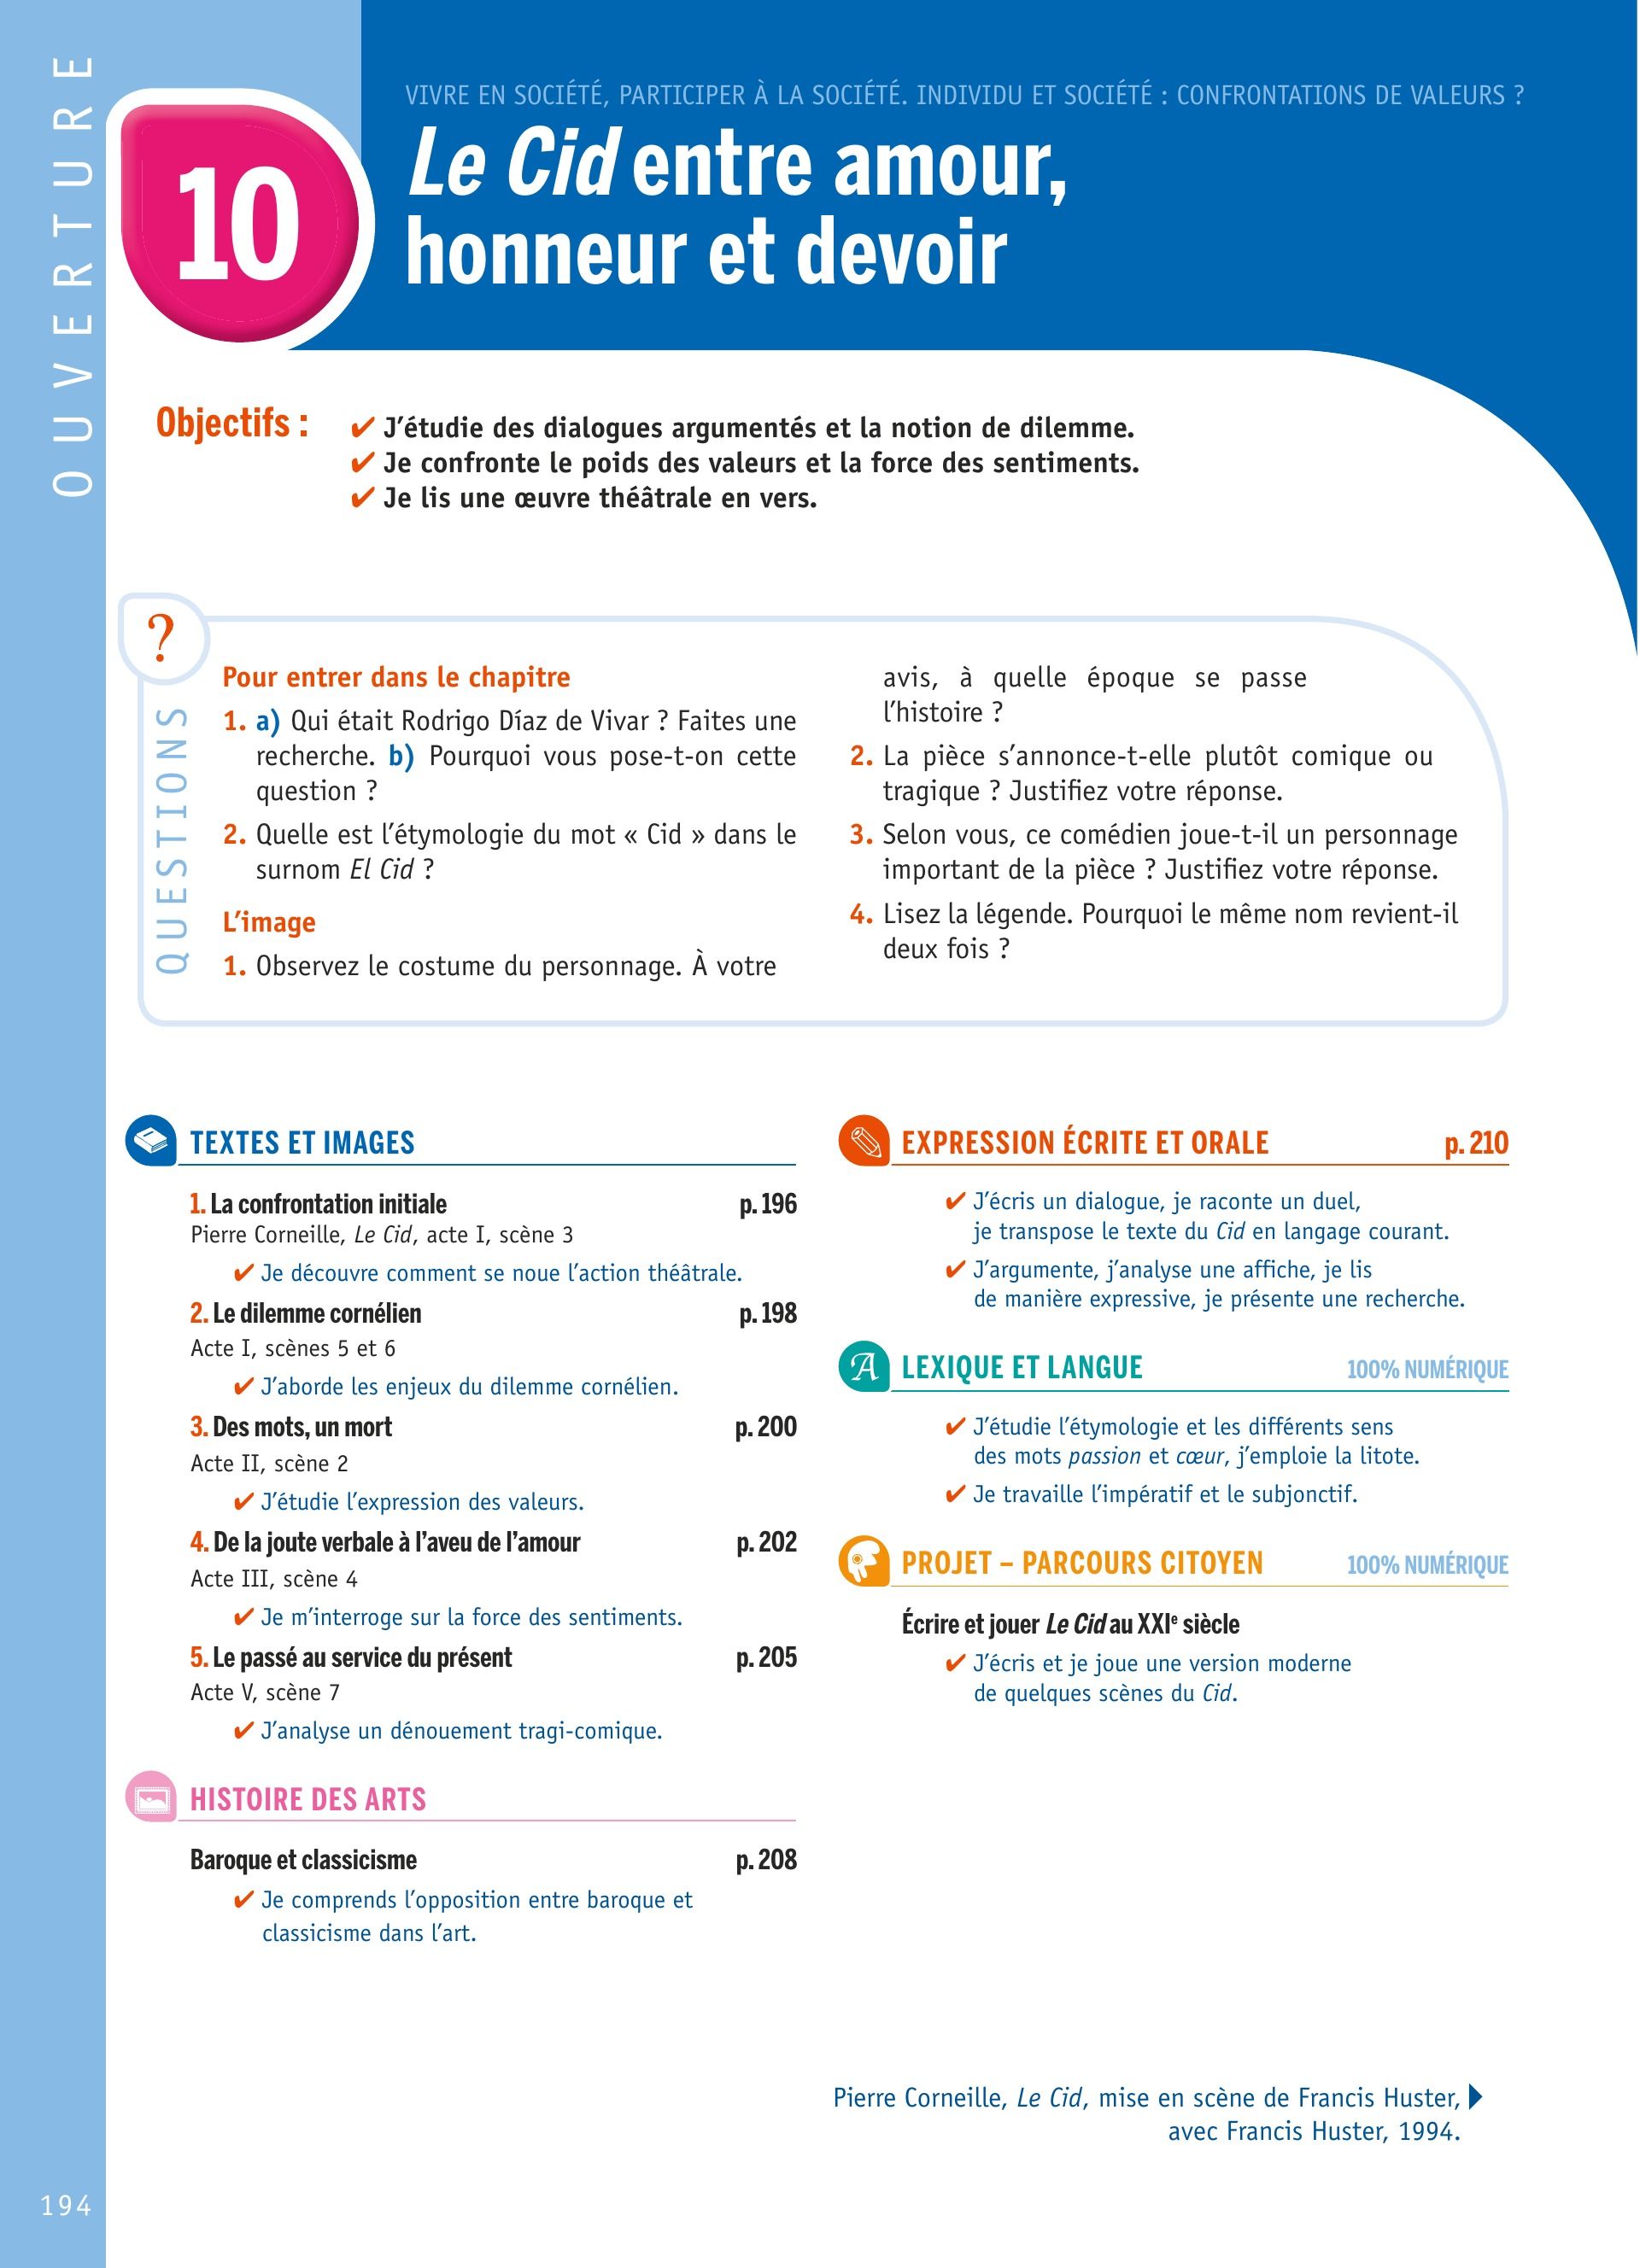 OUVERTURE
10
VIVRE EN SOCIÉTÉ, PARTICIPER À LA SOCIÉTÉ. INDIVIDU ET SOCIÉTÉ : CONFRONTATIONS DE VALEURS ?
Le Cid entre amour,
honneur et devoir
Objectifs :
✔ J'étudie des dialogues argumentés et la notion de dilemme.
✔ Je confronte le poids des valeurs et la force des sentiments.
✔ Je lis une œuvre théâtrale en vers.
?
QUESTIONS
Pour entrer dans le chapitre
1. a) Qui était Rodrigo Díaz de Vivar ? Faites une
recherche. b) Pourquoi vous pose-t-on cette
question ?
2. Quelle est l'étymologie du mot « Cid » dans le
surnom El Cid ?
L'image
1. Observez le costume du personnage. À votre
avis, à quelle époque se passe
l'histoire ?
2. La pièce s'annonce-t-elle plutôt comique ou
tragique ? Justifiez votre réponse.
3. Selon vous, ce comédien joue-t-il un personnage
important de la pièce ? Justifiez votre réponse.
4. Lisez la légende. Pourquoi le même nom revient-il
deux fois ?
TEXTES ET IMAGES
1. La confrontation initiale p. 196
Pierre Corneille, Le Cid, acte I, scène 3
✔ Je découvre comment se noue l'action théâtrale.
2. Le dilemme cornélien p. 198
Acte I, scènes 5 et 6
✔ J'aborde les enjeux du dilemme cornélien.
3. Des mots, un mort p. 200
Acte II, scène 2
✔ J'étudie l'expression des valeurs.
4. De la joute verbale à l'aveu de l'amour p. 202
Acte III, scène 4
✔ Je m'interroge sur la force des sentiments.
5. Le passé au service du présent p. 205
Acte V, scène 7
✔ J'analyse un dénouement tragi-comique.
HISTOIRE DES ARTS
Baroque et classicisme p. 208
✔ Je comprends l'opposition entre baroque et
classicisme dans l'art.
EXPRESSION ÉCRITE ET ORALE p. 210
✔ J'écris un dialogue, je raconte un duel,
je transpose le texte du Cid en langage courant.
✔ J'argumente, j'analyse une affiche, je lis
de manière expressive, je présente une recherche.
A LEXIQUE ET LANGUE 100% NUMÉRIQUE
✔ J'étudie l'étymologie et les différents sens
des mots passion et cœur, j'emploie la litote.
✔ Je travaille l'impératif et le subjonctif.
PROJET – PARCOURS CITOYEN 100% NUMÉRIQUE
Écrire et jouer Le Cid au XXIe siècle
✔ J'écris et je joue une version moderne
de quelques scènes du Cid.
Pierre Corneille, Le Cid, mise en scène de Francis Huster,
avec Francis Huster, 1994.
194